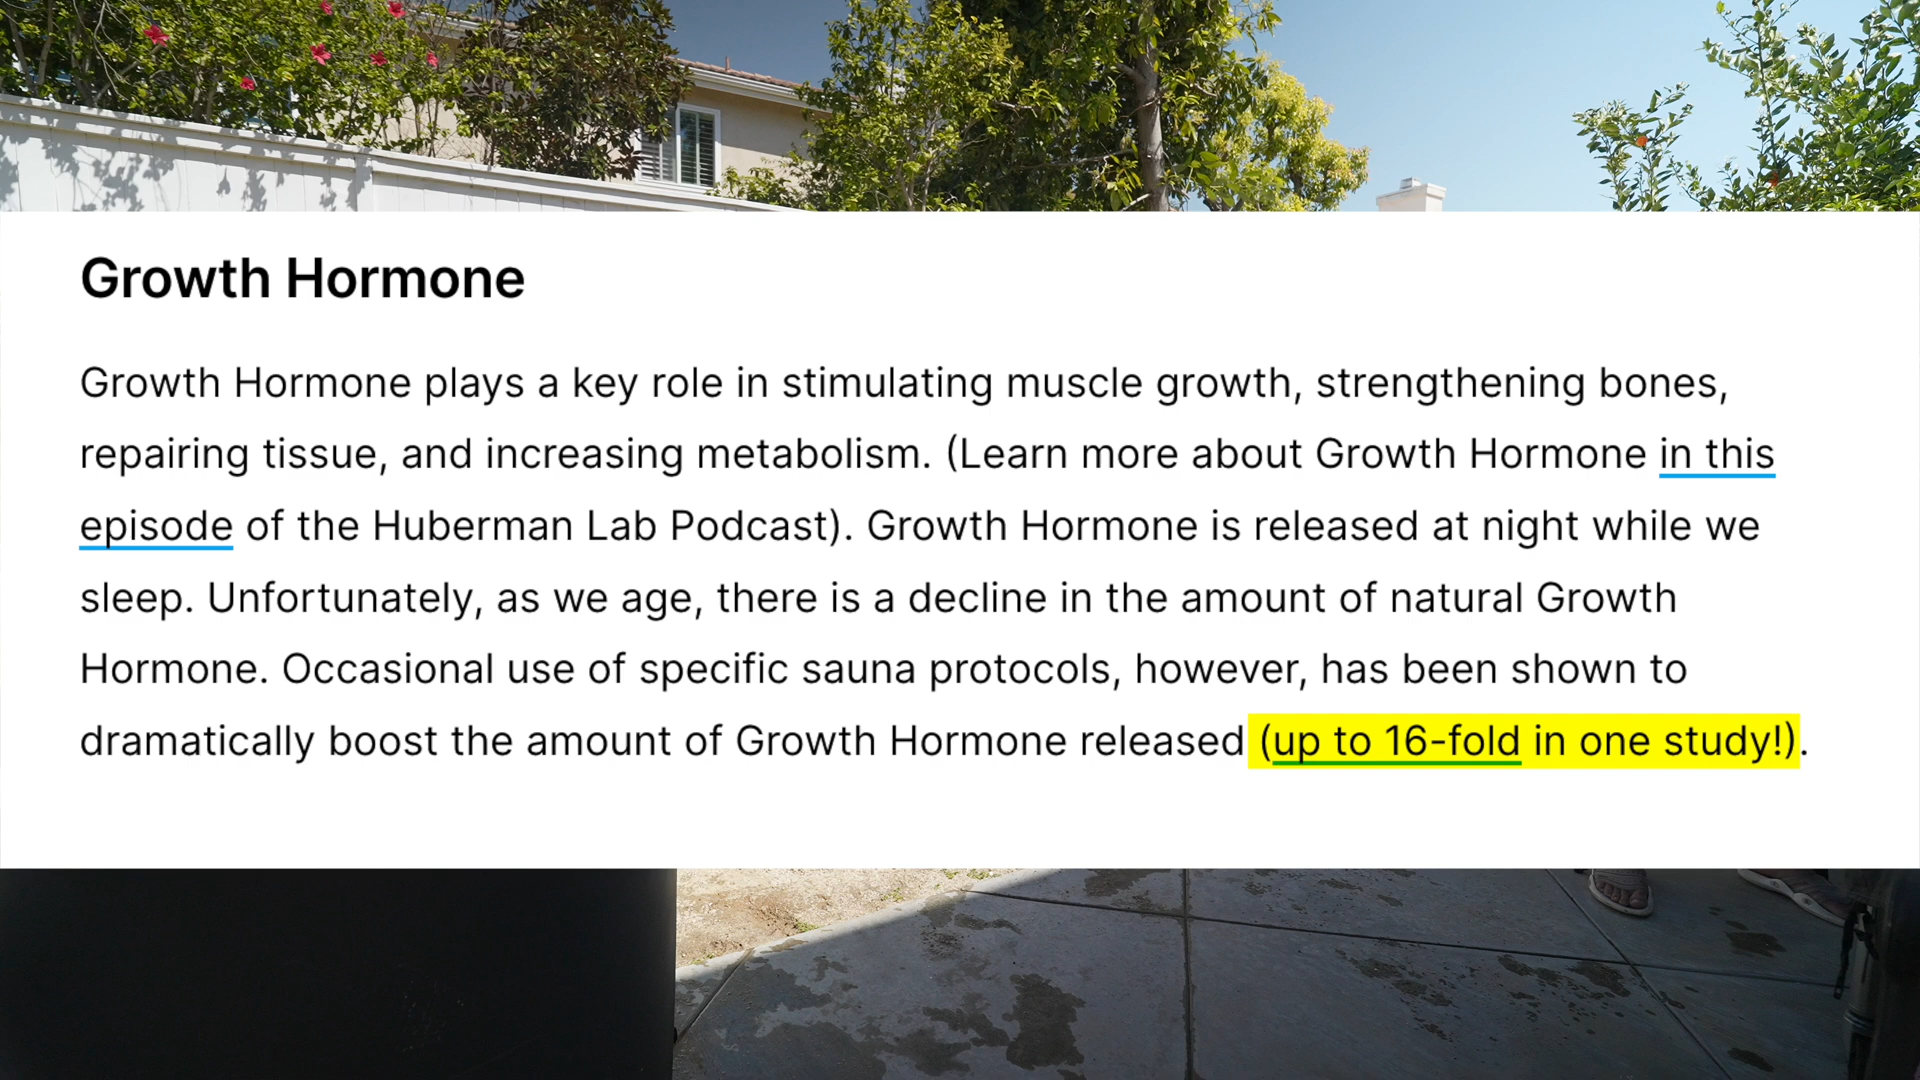 Growth Hormone
Growth Hormone plays a key role in stimulating muscle growth, strengthening bones,
repairing tissue, and increasing metabolism. (Learn more about Growth Hormone in this
episode of the Huberman Lab Podcast). Growth Hormone is released at night while we
sleep. Unfortunately, as we age, there is a decline in the amount of natural Growth
Hormone. Occasional use of specific sauna protocols, however, has been shown to
dramatically boost the amount of Growth Hormone released (up to 16-fold in one study!).